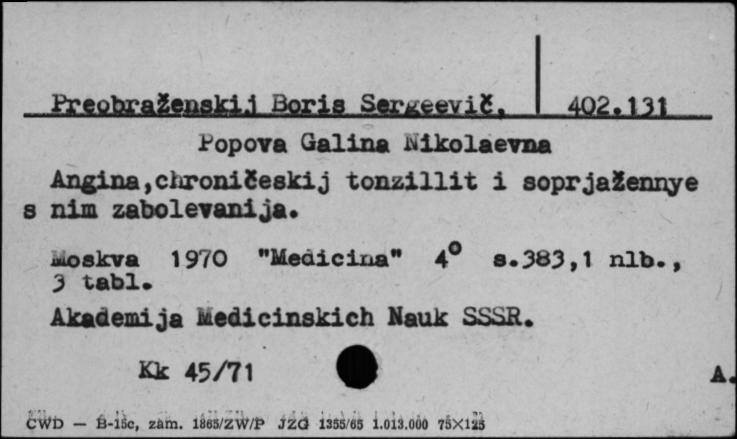 Preobraženskij Boris Sergeevič, 402.131
Popova Galina Nikolaevna
Angina,chroničeskij tonzillit i soprjažennye
s nim zabolevanija.
Moskva 1970 "Medicina" 4° s.383,1 nlb.,
3 tabl.
Akademija Medicinskich Nauk SSSR.
Kk 45/71
A.
CWD — B-15c, zam. 1865/ZW/P JZG 1355/65 1.013.000 75X125